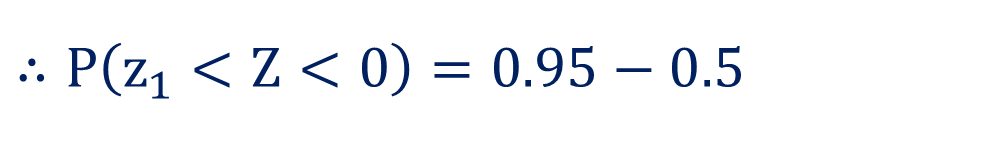 ∴ P(z₁ < Z < 0) = 0.95 − 0.5